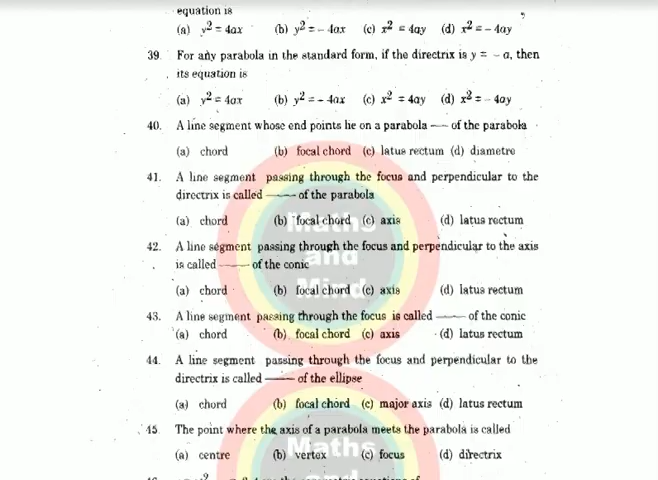 equation is
(a) y² = 4ax (b) y² = – 4ax (c) x² = 4ay (d) x² = – 4ay
39. For any parabola in the standard form, if the directrix is y = – a, then
its equation is
(a) y² = 4ax (b) y² = – 4ax (c) x² = 4ay (d) x² = – 4ay
40. A line segment whose end points lie on a parabola — of the parabola
(a) chord (b) focal chord (c) latus rectum (d) diametre
41. A line segment passing through the focus and perpendicular to the
directrix is called —— of the parabola
(a) chord (b) focal chord (c) axis (d) latus rectum
42. A line segment passing through the focus and perpendicular to the axis
is called —— of the conic
(a) chord (b) focal chord (c) axis (d) latus rectum
43. A line segment passing through the focus is called —— of the conic
(a) chord (b) focal chord (c) axis (d) latus rectum
44. A line segment passing through the focus and perpendicular to the
directrix is called —— of the ellipse
(a) chord (b) focal chord (c) major axis (d) latus rectum
45. The point where the axis of a parabola meets the parabola is called
(a) centre (b) vertex (c) focus (d) directrix
Maths
and
Mind
Maths
and